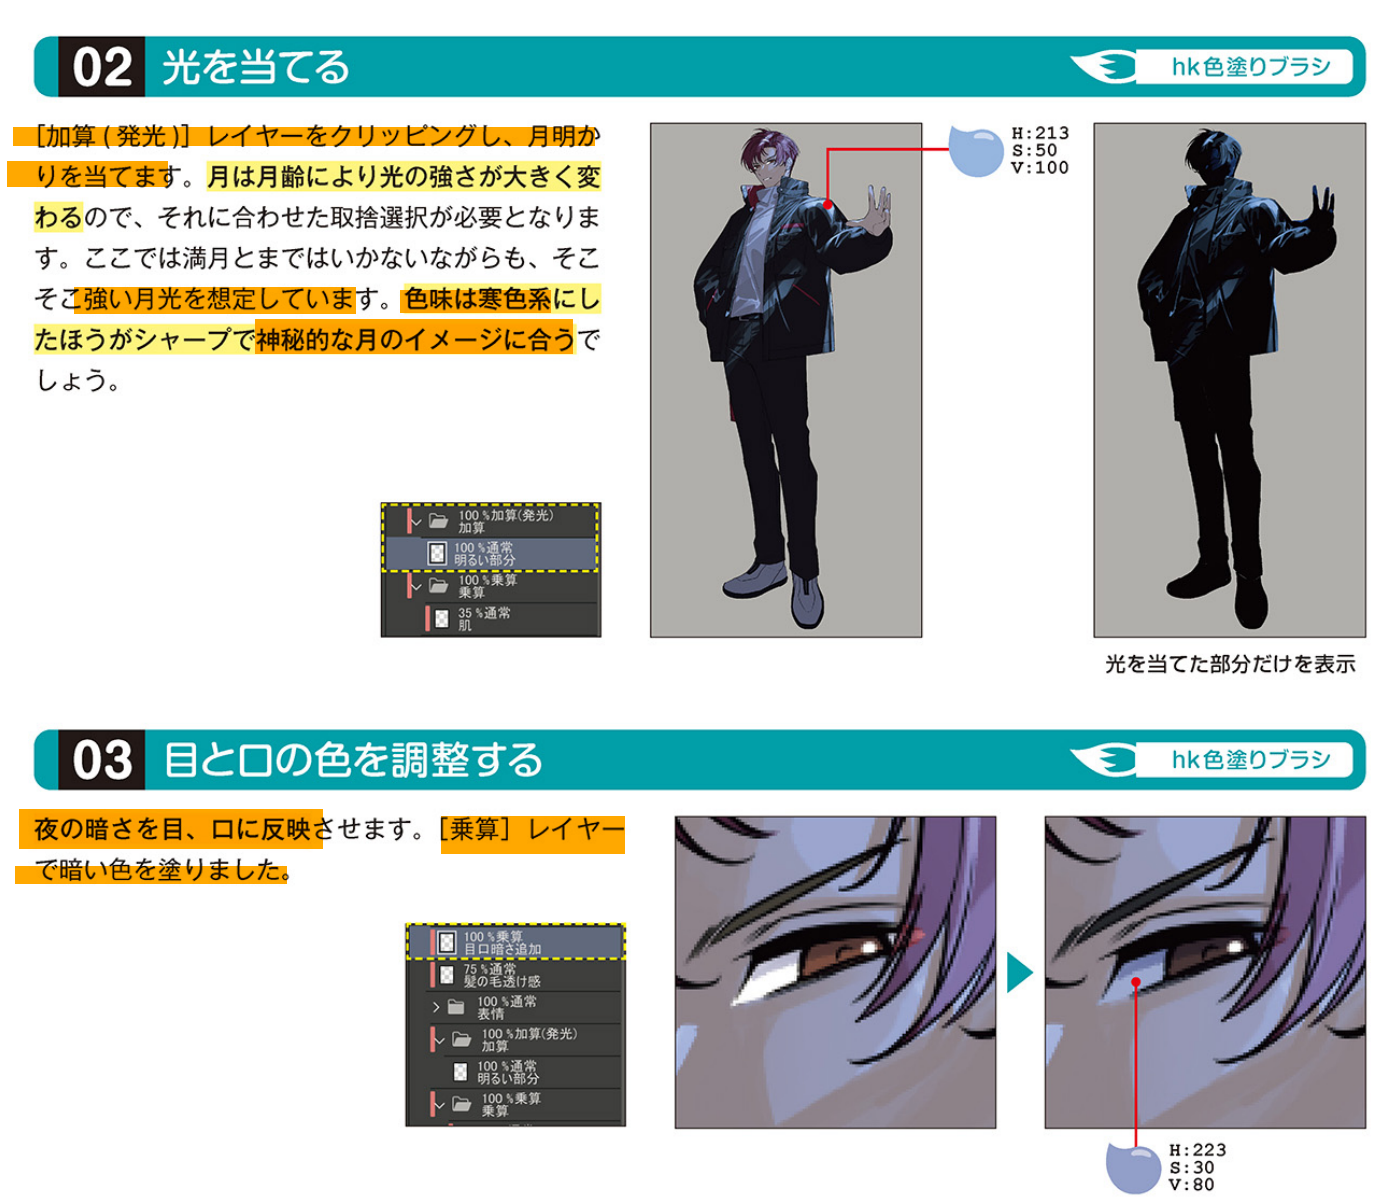 02 光を当てる
hk色塗りブラシ
[加算(発光)] レイヤーをクリッピングし、月明か
りを当てます。月は月齢により光の強さが大きく変
わるので、それに合わせた取捨選択が必要となりま
す。ここでは満月とまではいかないながらも、そこ
そこ強い月光を想定しています。色味は寒色系にし
たほうがシャープで神秘的な月のイメージに合うで
しょう。
100 %加算(発光)
加算
100 %通常
明るい部分
100 %乗算
乗算
35 %通常
肌
H:213
S:50
V:100
光を当てた部分だけを表示
03 目と口の色を調整する
hk色塗りブラシ
夜の暗さを目、口に反映させます。[乗算] レイヤー
で暗い色を塗りました。
100 %乗算
目口暗さ追加
75 %通常
髪の毛透け感
100 %通常
表情
100 %加算(発光)
加算
100 %通常
明るい部分
100 %乗算
乗算
H:223
S:30
V:80